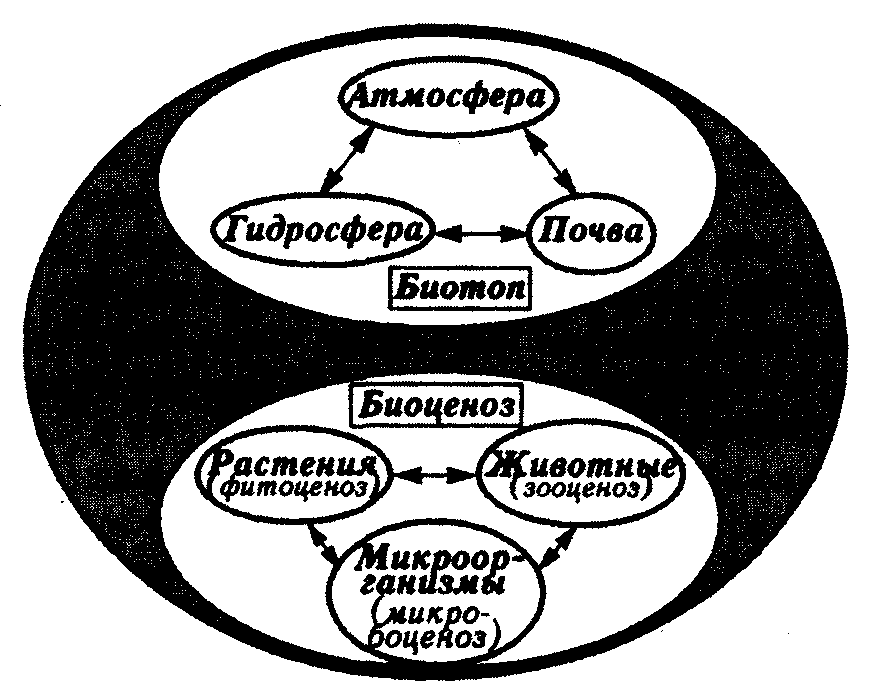 Атмосфера
Гидросфера
Почва
Биотоп
Биоценоз
Растения
(фитоценоз)
Животные
(зооценоз)
Микроор-
ганизмы
(микро-
боценоз)